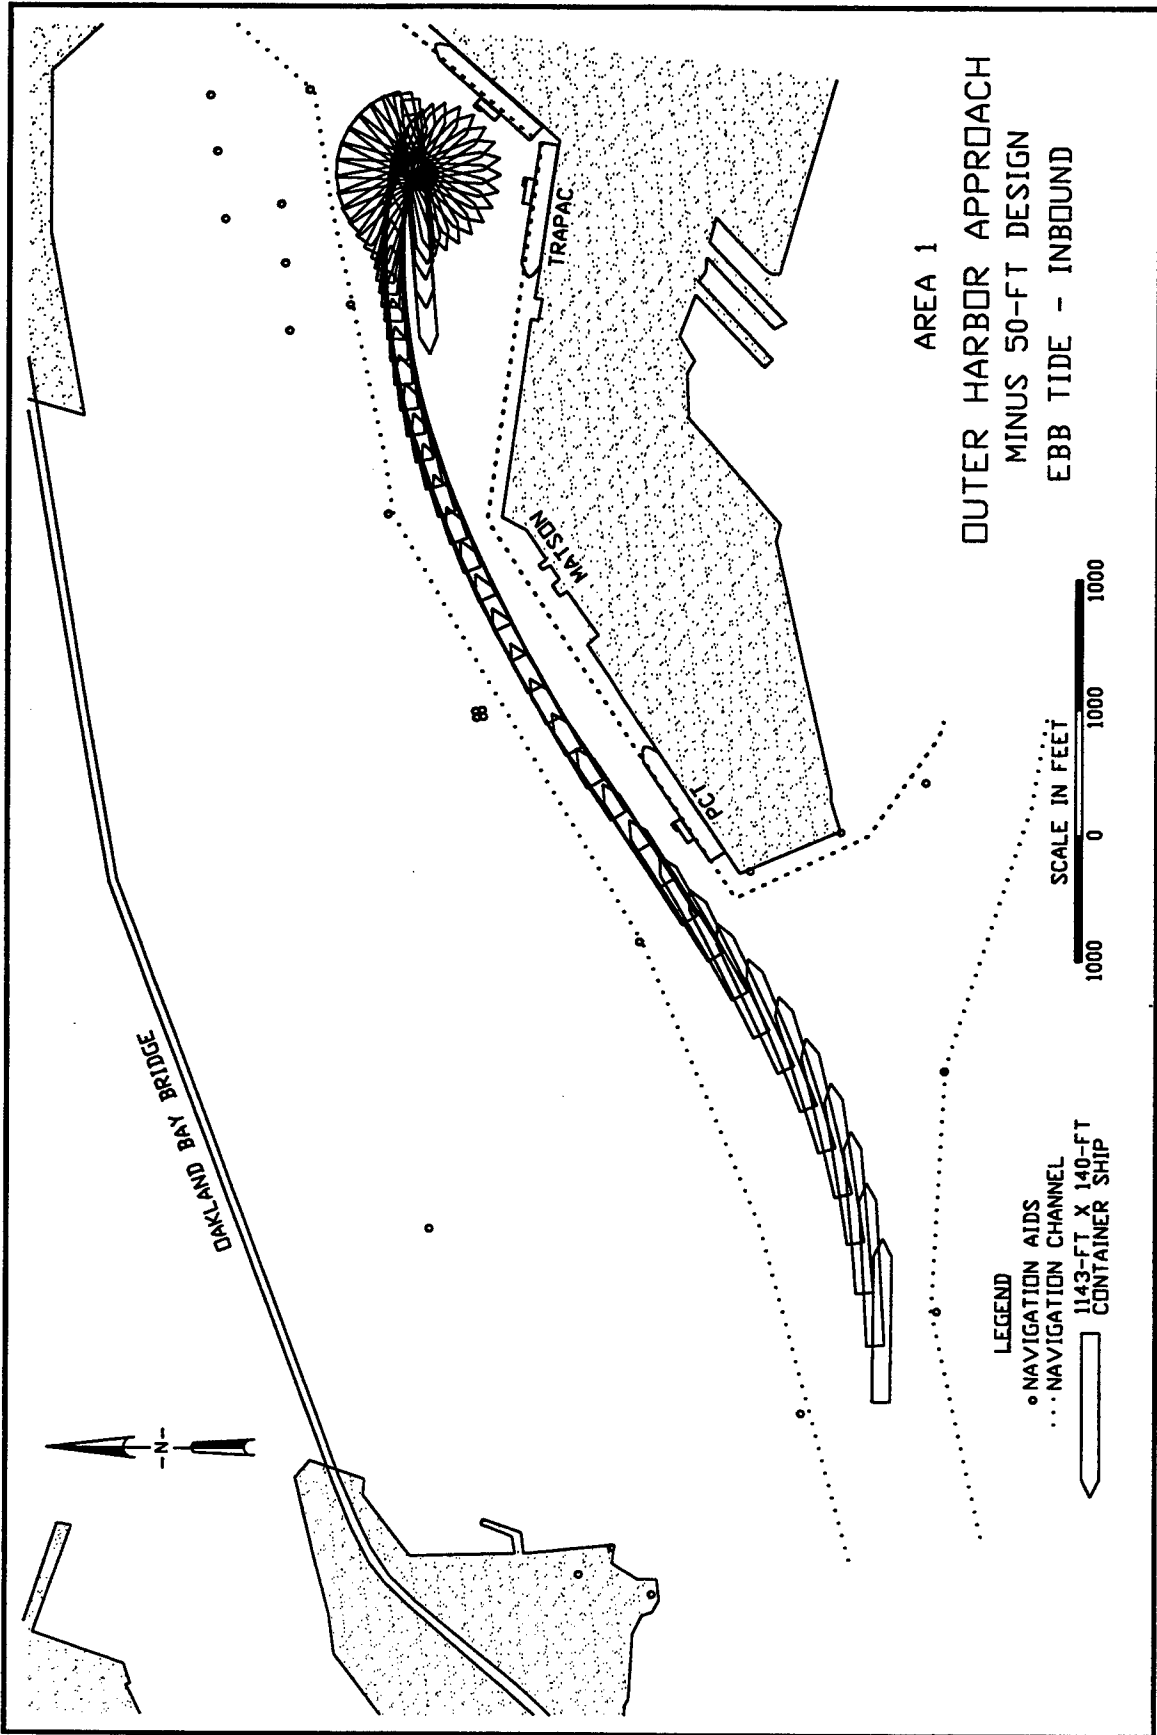 OAKLAND BAY BRIDGE
-N-
TRAPAC
MATSON
PCT
AREA 1
OUTER HARBOR APPROACH
MINUS 50-FT DESIGN
EBB TIDE - INBOUND
LEGEND
NAVIGATION AIDS
NAVIGATION CHANNEL
1143-FT X 140-FT
CONTAINER SHIP
SCALE IN FEET
1000 0 1000 1000